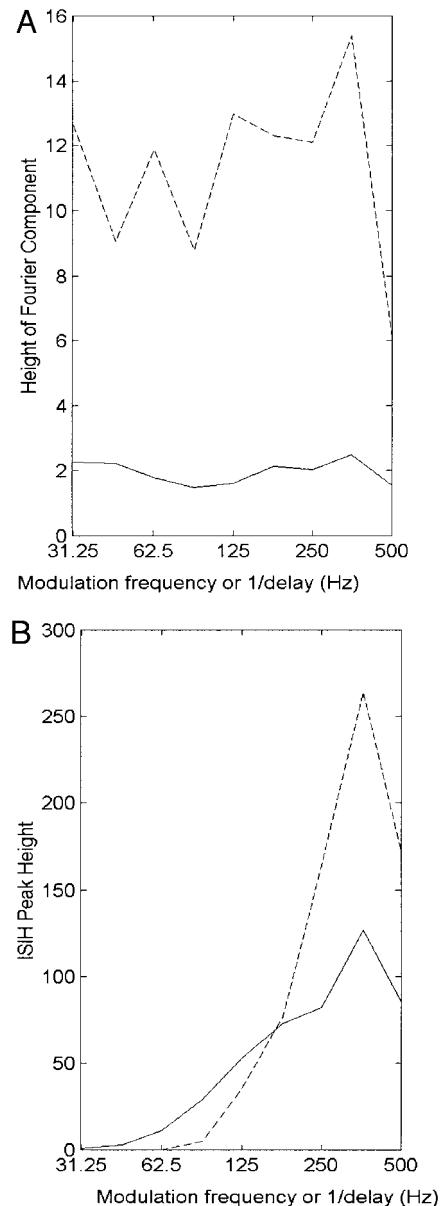 A
16
14
12
10
8
6
4
2
0
Height of Fourier Component
31.25 62.5 125 250 500
Modulation frequency or 1/delay (Hz)
B
300
250
200
150
100
50
0
ISIH Peak Height
31.25 62.5 125 250 500
Modulation frequency or 1/delay (Hz)